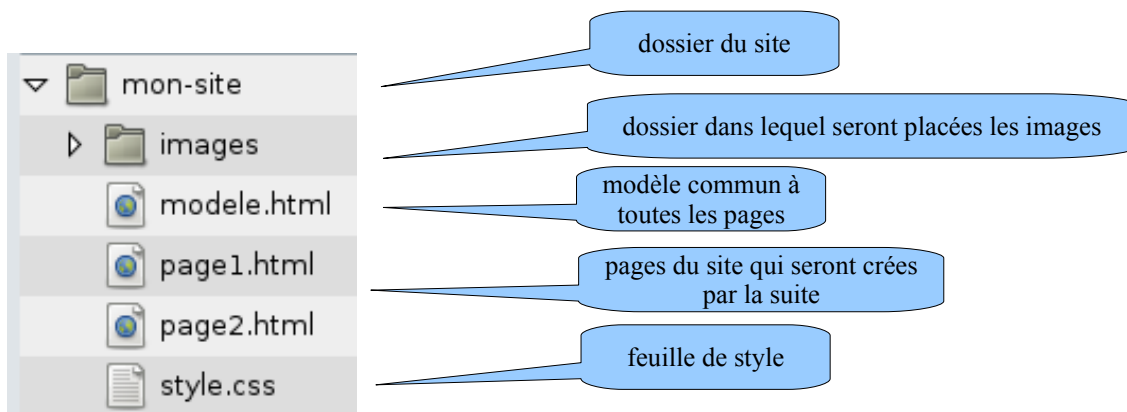 mon-site
dossier du site
images
dossier dans lequel seront placées les images
modele.html
modèle commun à
toutes les pages
page1.html
pages du site qui seront crées
par la suite
page2.html
style.css
feuille de style